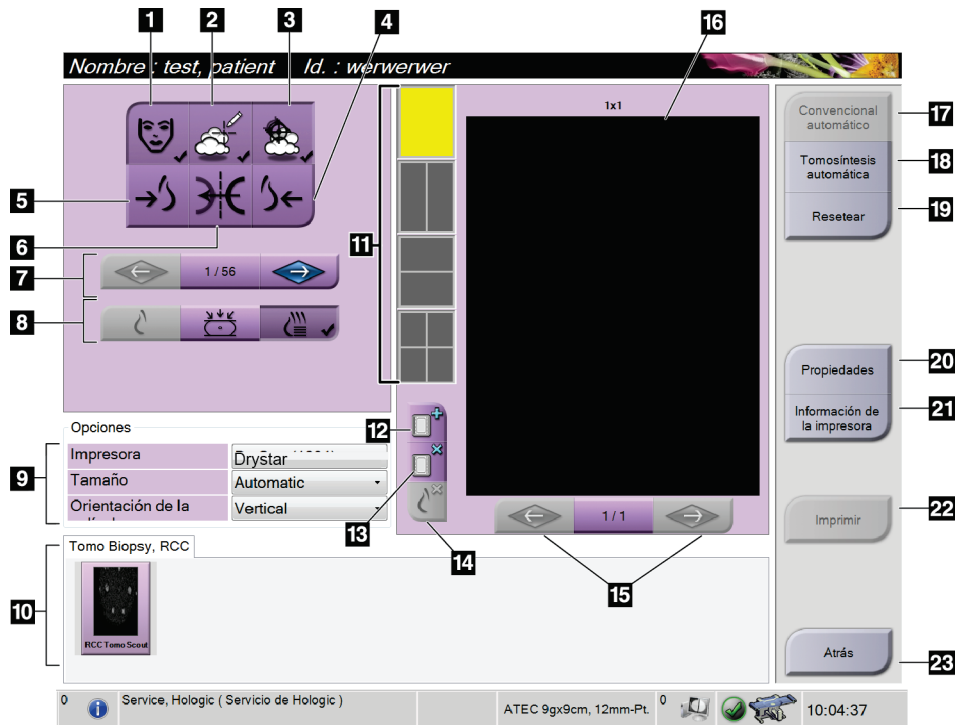 1 2 3 4 16
Nombre : test, patient Id. : werwerwer
1x1
Convencional
automático
17
Tomosíntesis
automática
18
Resetear
19
5
6
11
7
1 / 56
8
Propiedades
20
Información de
la impresora
21
Opciones
12
9
Impresora
Drystar
Tamaño
Automatic
Orientación de la
Vertical
13
14
1 / 1
15
Imprimir
22
10
Tomo Biopsy, RCC
RCC Tomo Scout
Atrás
23
0
Service, Hologic ( Servicio de Hologic )
ATEC 9gx9cm, 12mm-Pt.
0
10:04:37